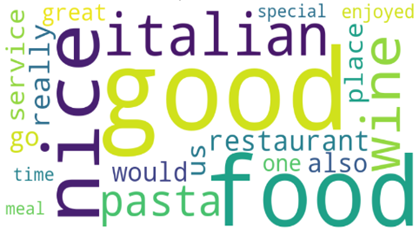 great special enjoyed
service really nice italian place wine
good
go restaurant
time would us one also
meal pasta food